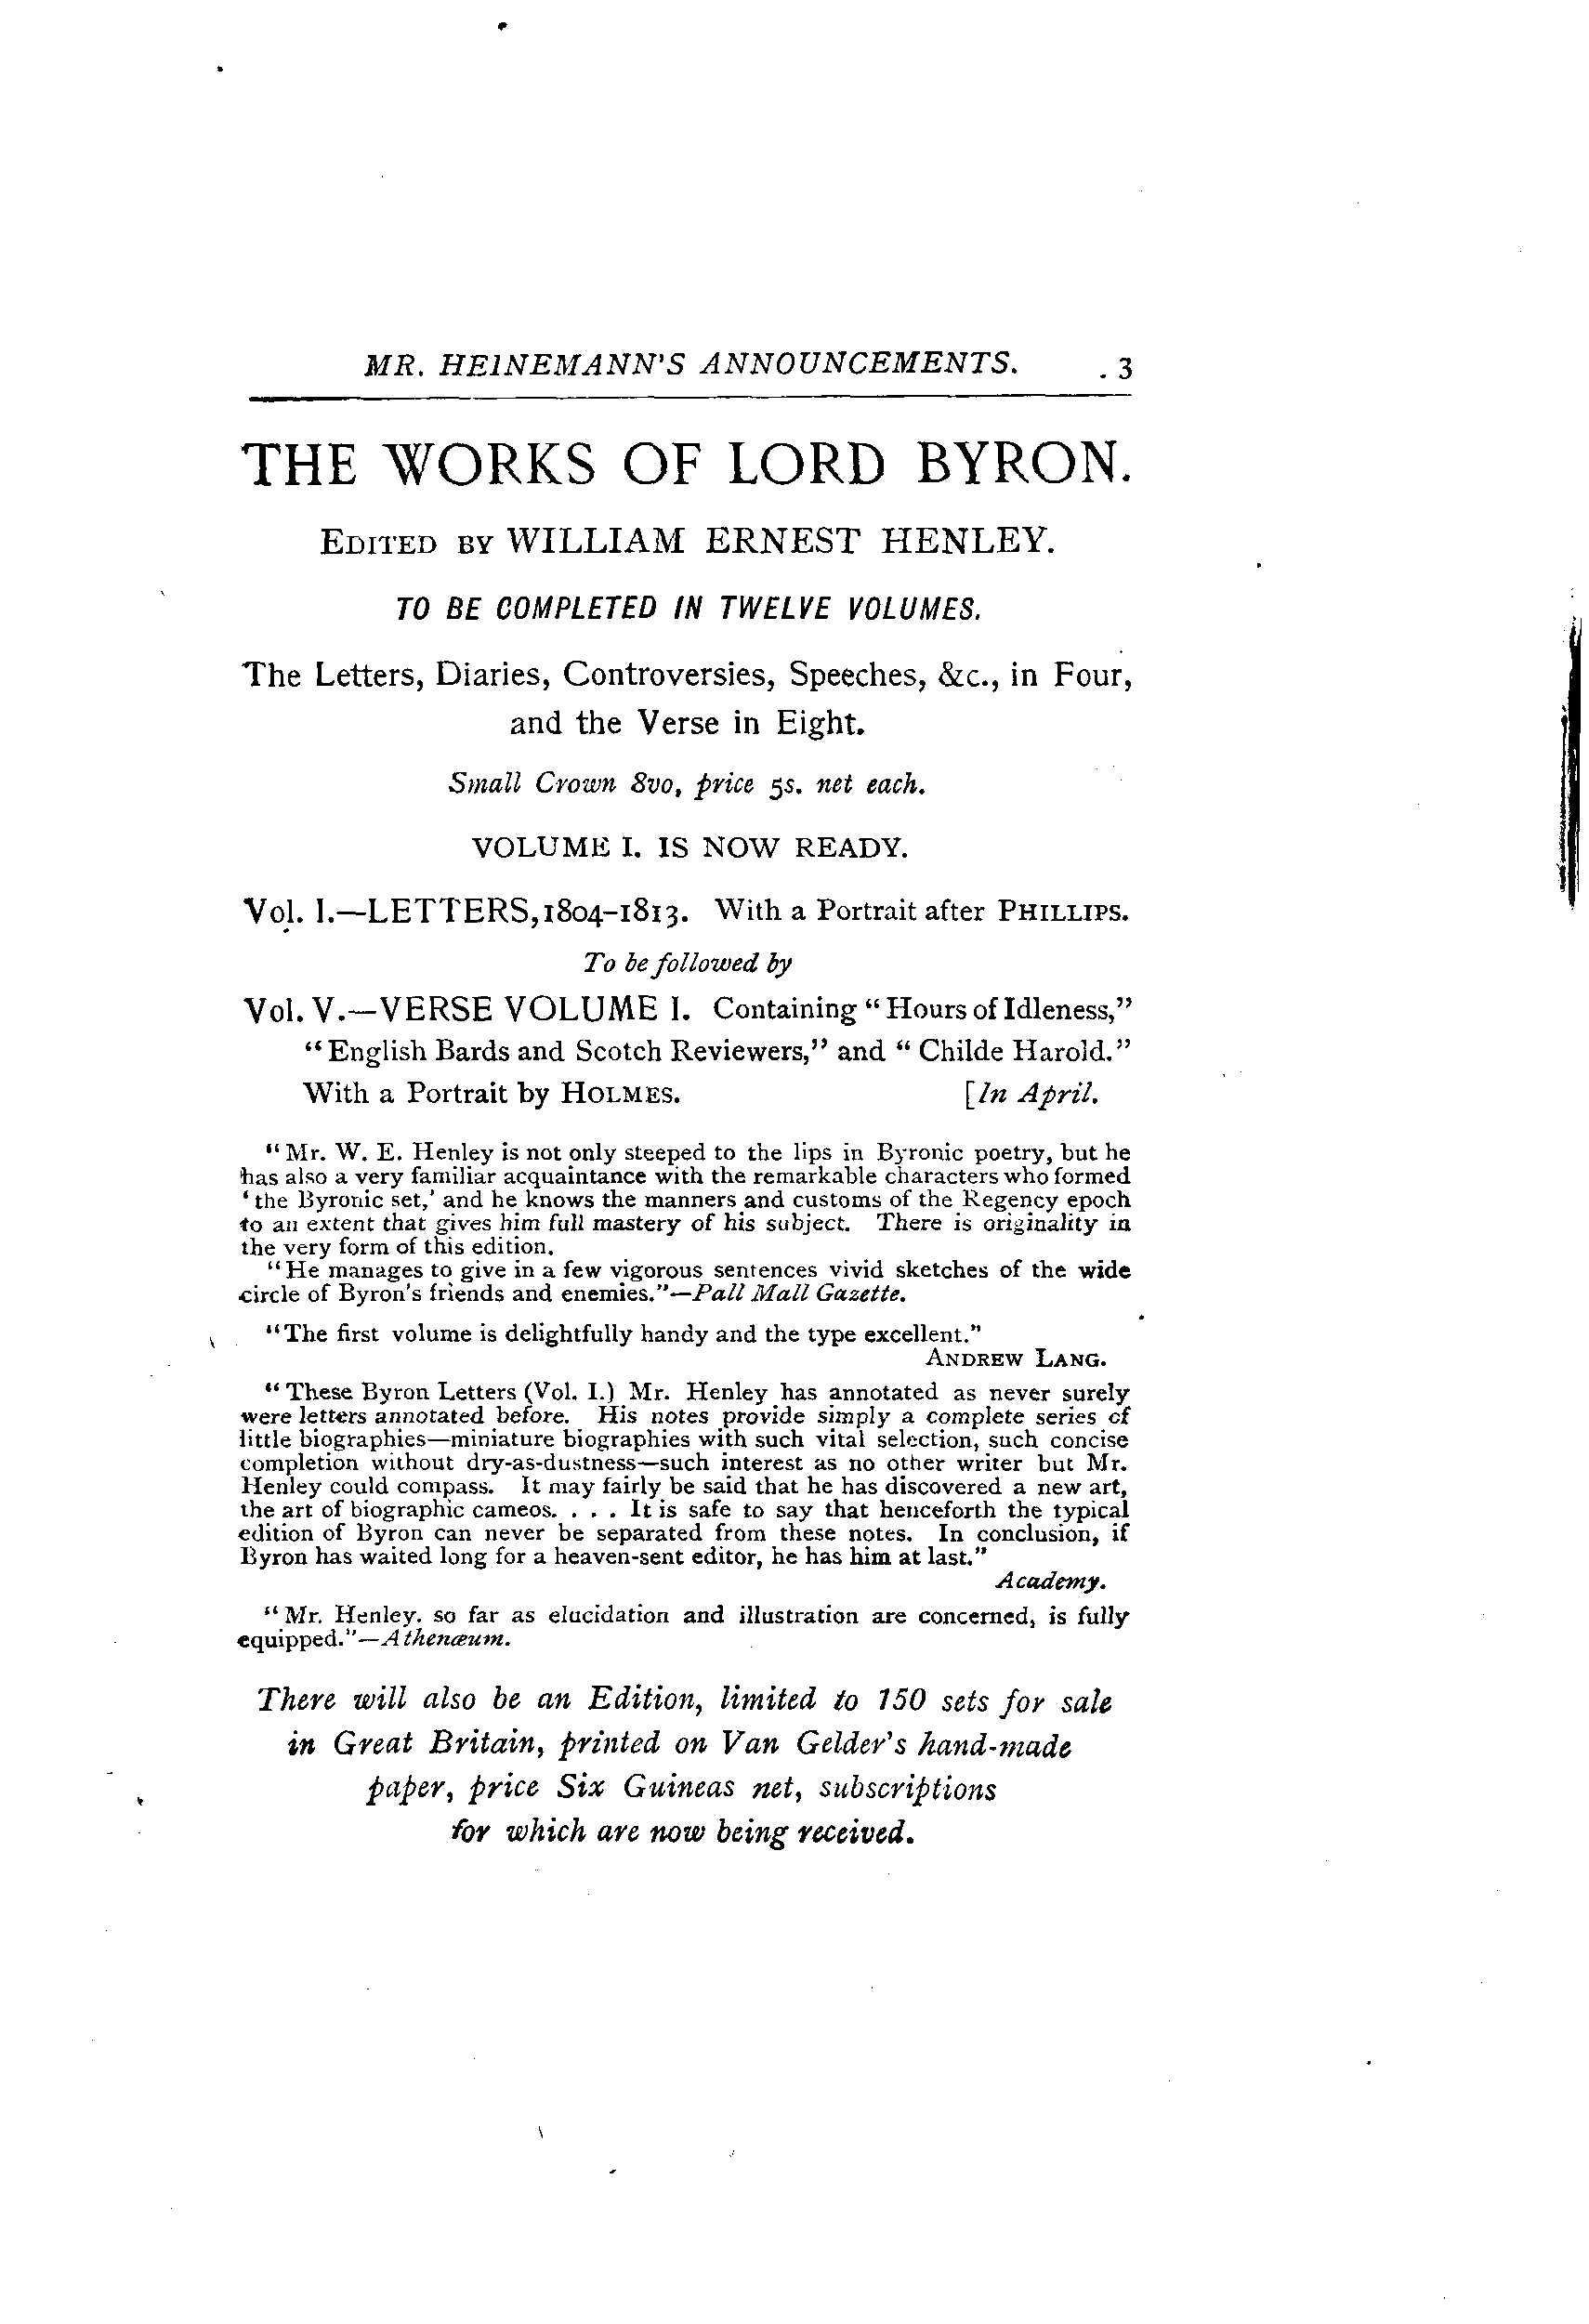 MR. HEINEMANN'S ANNOUNCEMENTS. 3
THE WORKS OF LORD BYRON.
EDITED BY WILLIAM ERNEST HENLEY.
TO BE COMPLETED IN TWELVE VOLUMES.
The Letters, Diaries, Controversies, Speeches, &c., in Four,
and the Verse in Eight.
Small Crown 8vo, price 5s. net each.
VOLUME I. IS NOW READY.
Vol. I.—LETTERS, 1804–1813. With a Portrait after PHILLIPS.
To be followed by
Vol. V.—VERSE VOLUME I. Containing "Hours of Idleness,"
"English Bards and Scotch Reviewers," and "Childe Harold."
With a Portrait by HOLMES. [In April.
"Mr. W. E. Henley is not only steeped to the lips in Byronic poetry, but he
has also a very familiar acquaintance with the remarkable characters who formed
'the Byronic set,' and he knows the manners and customs of the Regency epoch
to an extent that gives him full mastery of his subject. There is originality in
the very form of this edition.
"He manages to give in a few vigorous sentences vivid sketches of the wide
circle of Byron's friends and enemies."—Pall Mall Gazette.
"The first volume is delightfully handy and the type excellent."
ANDREW LANG.
"These Byron Letters (Vol. I.) Mr. Henley has annotated as never surely
were letters annotated before. His notes provide simply a complete series of
little biographies—miniature biographies with such vital selection, such concise
completion without dry-as-dustness—such interest as no other writer but Mr.
Henley could compass. It may fairly be said that he has discovered a new art,
the art of biographic cameos. . . . It is safe to say that henceforth the typical
edition of Byron can never be separated from these notes. In conclusion, if
Byron has waited long for a heaven-sent editor, he has him at last."
Academy.
"Mr. Henley. so far as elucidation and illustration are concerned, is fully
equipped."—Athenæum.
There will also be an Edition, limited to 150 sets for sale
in Great Britain, printed on Van Gelder's hand-made
paper, price Six Guineas net, subscriptions
for which are now being received.